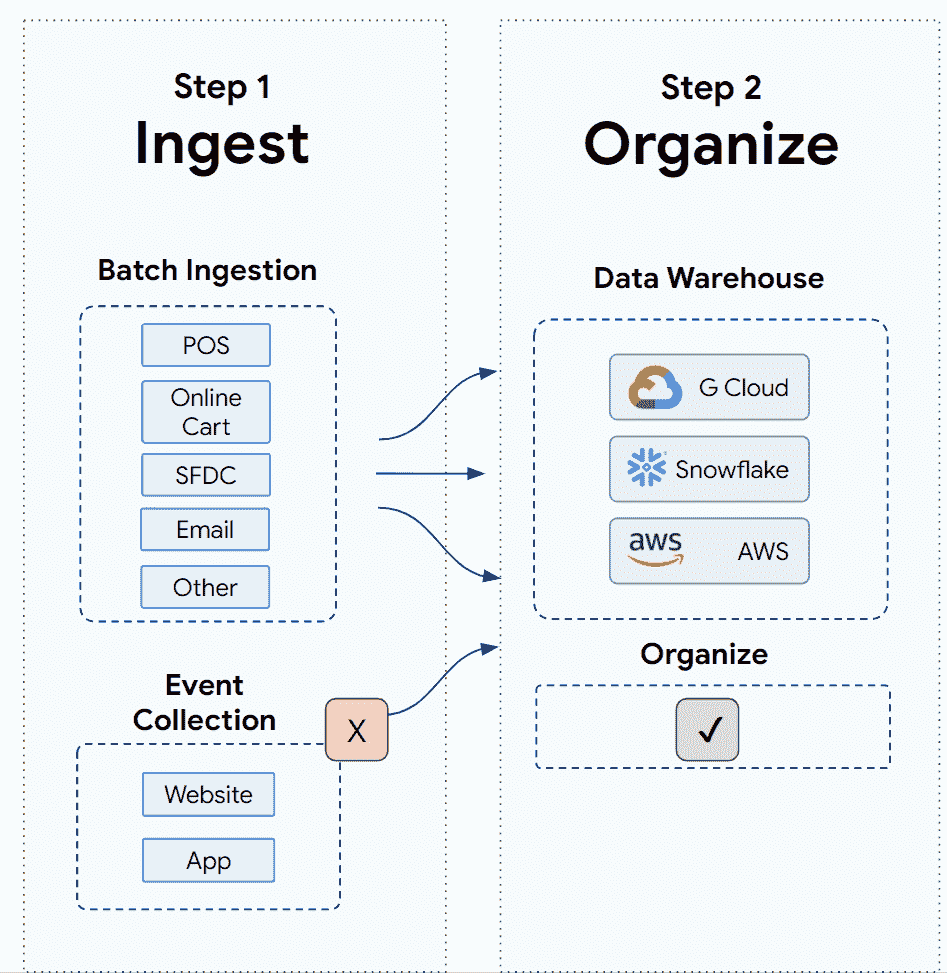 Step 1
Ingest
Batch Ingestion
POS
Online
Cart
SFDC
Email
Other
Event
Collection
X
Website
App
Step 2
Organize
Data Warehouse
G Cloud
Snowflake
aws AWS
Organize
✓